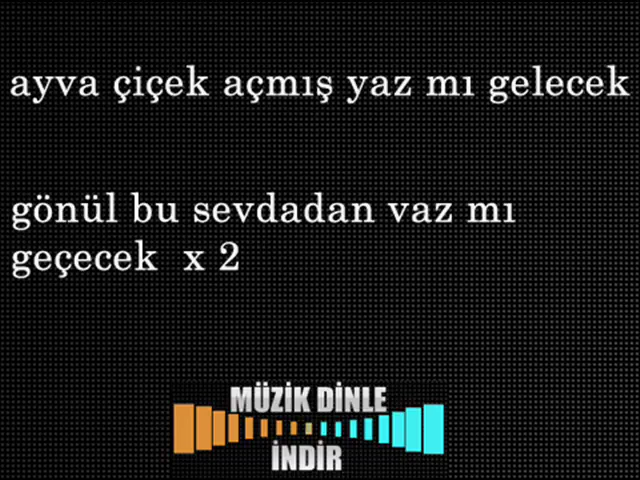 ayva çiçek açmış yaz mı gelecek
gönül bu sevdadan vaz mı
geçecek x 2
MÜZİK DİNLE
İNDİR